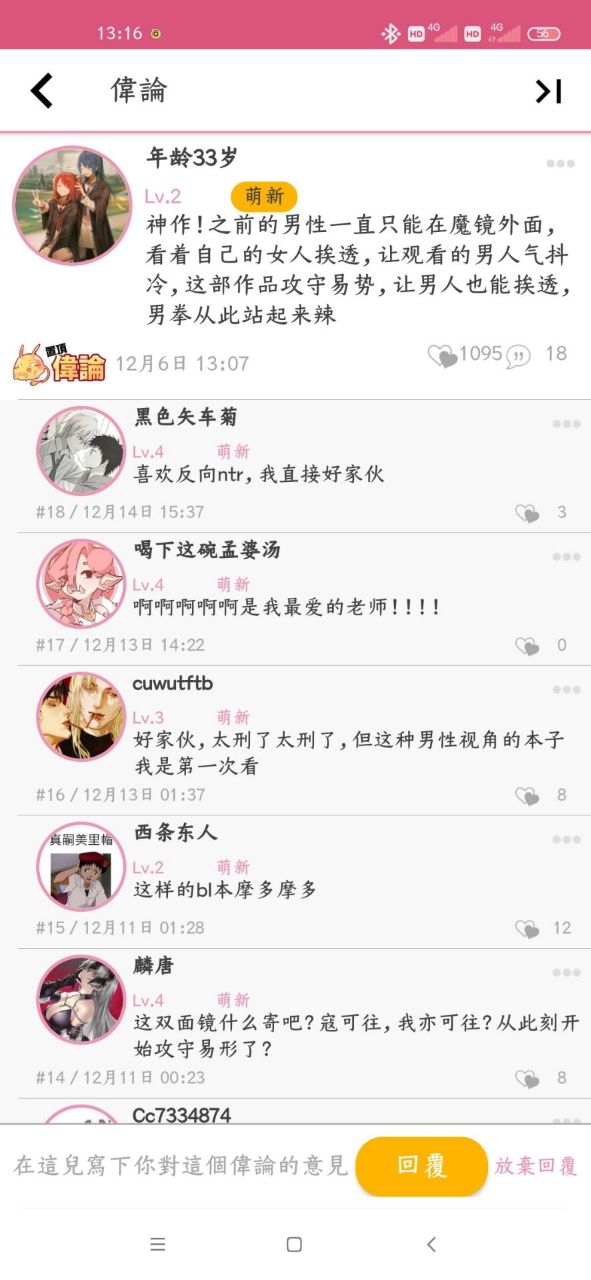 13:16
HD 4G HD 4G 56
偉論
年龄33岁
Lv.2 萌新
神作!之前的男性一直只能在魔镜外面,
看着自己的女人挨透,让观看的男人气抖
冷,这部作品攻守易势,让男人也能挨透,
男拳从此站起来辣
置頂 偉論 12月6日 13:07 1095 18
黑色矢车菊
Lv.4 萌新
喜欢反向ntr,我直接好家伙
#18 / 12月14日 15:37 3
喝下这碗孟婆汤
Lv.4 萌新
啊啊啊啊啊是我最爱的老师!!!!
#17 / 12月13日 14:22 0
cuwutftb
Lv.3 萌新
好家伙,太刑了太刑了,但这种男性视角的本子
我是第一次看
#16 / 12月13日 01:37 8
真嗣美里帽
西条东人
Lv.2 萌新
这样的bl本摩多摩多
#15 / 12月11日 01:28 12
麟唐
Lv.4 萌新
这双面镜什么寄吧?寇可往,我亦可往?从此刻开
始攻守易形了?
#14 / 12月11日 00:23 8
Cc7334874
在這兒寫下你對這個偉論的意見 回覆 放棄回覆